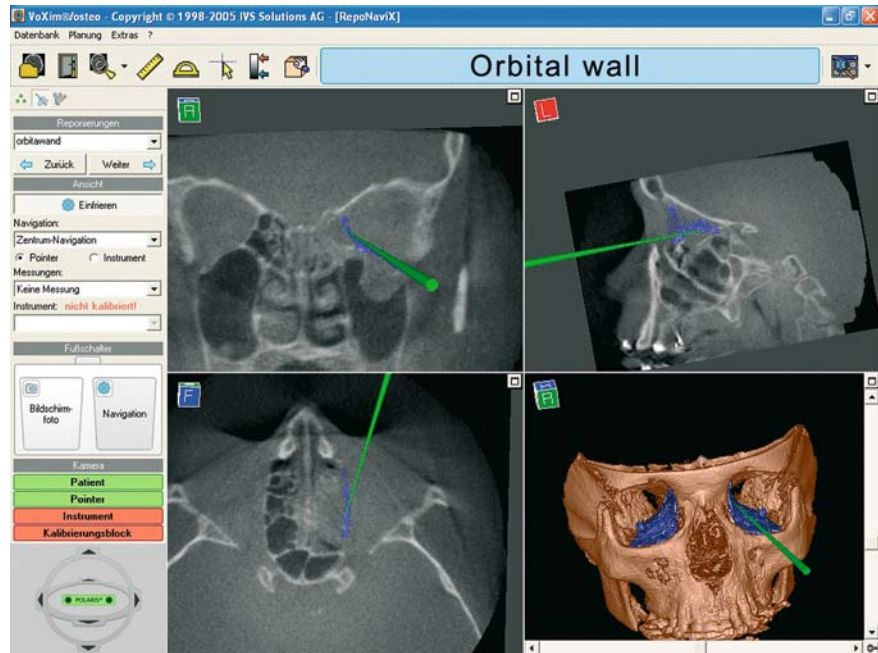 VoXim®/osteo - Copyright © 1998-2005 IVS Solutions AG - [RepoNaviX]
Datenbank Planung Extras ?
Orbital wall
Reponierungen
orbitawand
Zurück Weiter
Ansicht
Einfrieren
Navigation:
Zentrum-Navigation
Pointer Instrument
Messungen:
Keine Messung
Instrument: nicht kalibriert!
Fußschalter
Bildschirm-
foto
Navigation
Kamera
Patient
Pointer
Instrument
Kalibrierungsblock
POLARIS®
A
L
F
A